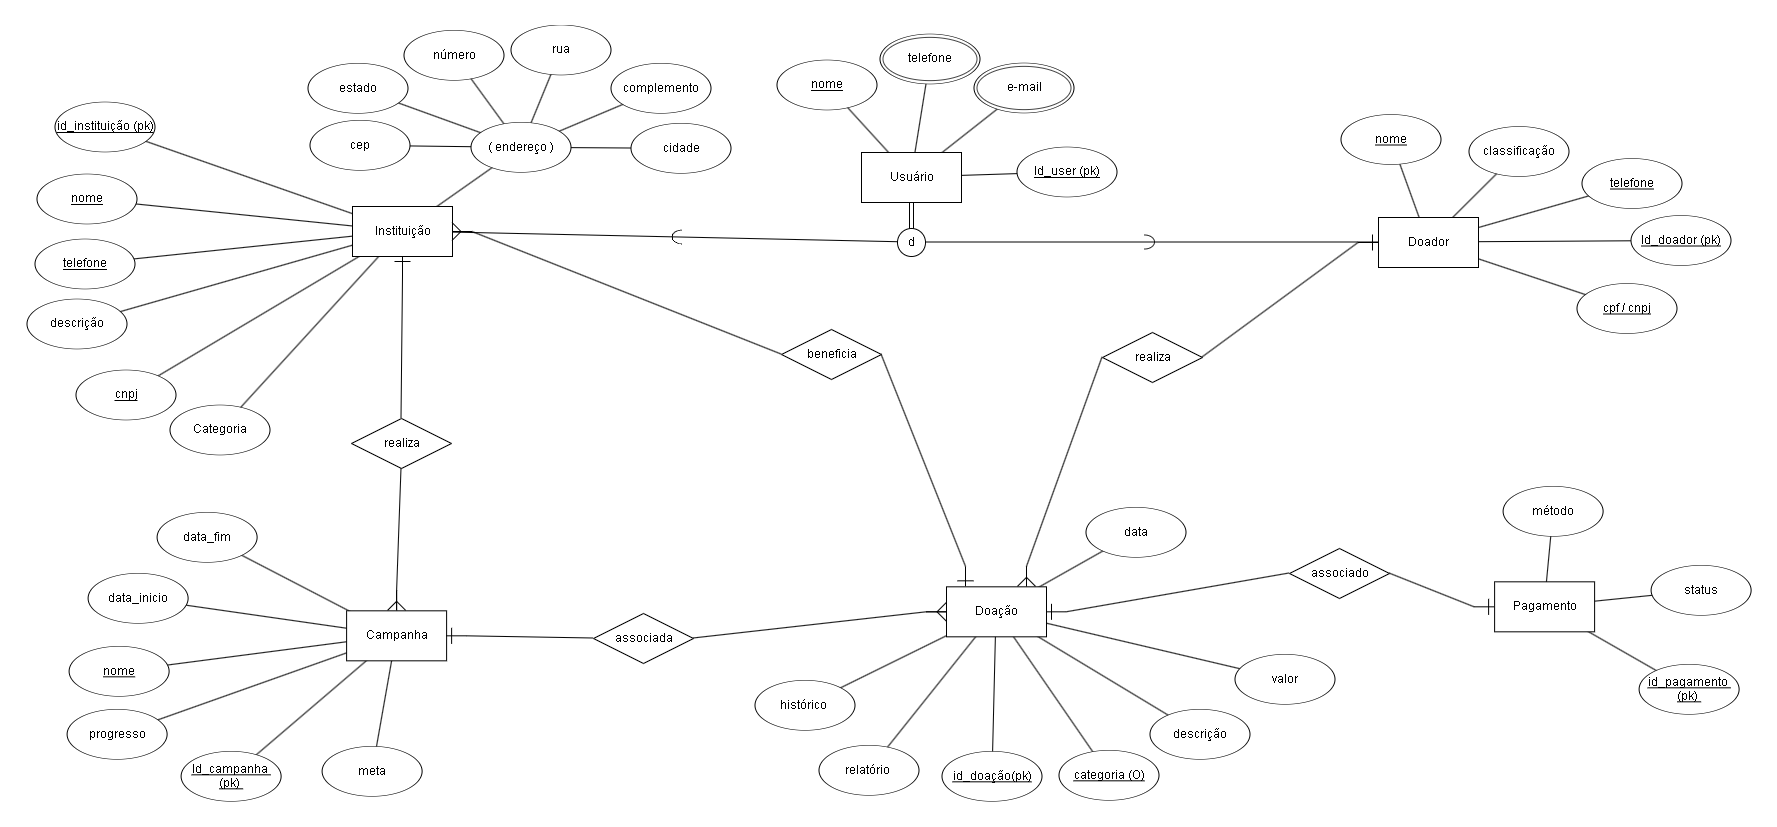 número
rua
estado
complemento
id_instituição (pk)
cep
( endereço )
cidade
nome
telefone
descrição
cnpj
Categoria
Instituição
telefone
nome
e-mail
Usuário
Id_user (pk)
d
nome
classificação
telefone
Id_doador (pk)
cpf / cnpj
Doador
beneficia
realiza
realiza
data_fim
data_inicio
nome
progresso
Id_campanha
(pk)
meta
Campanha
associada
data
Doação
histórico
relatório
id_doação(pk)
categoria (O)
descrição
valor
associado
método
status
Pagamento
id_pagamento
(pk)